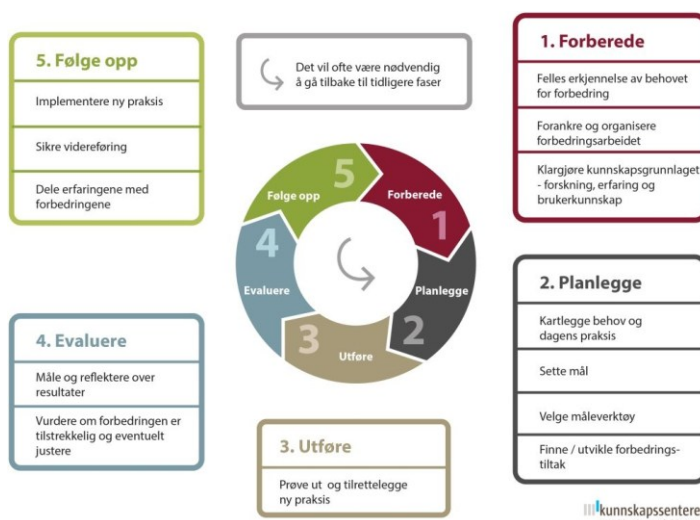 5. Følge opp
Implementere ny praksis
Sikre videreføring
Dele erfaringene med
forbedringene
Det vil ofte være nødvendig
å gå tilbake til tidligere faser
1. Forberede
Felles erkjennelse av behovet
for forbedring
Forankre og organisere
forbedringsarbeidet
Klargjøre kunnskapsgrunnlaget
- forskning, erfaring og
brukerkunnskap
5
Følge opp
Forberede
1
4
Evaluere
Planlegge
2
3
Utføre
2. Planlegge
Kartlegge behov og
dagens praksis
Sette mål
Velge måleverktøy
Finne / utvikle forbedrings-
tiltak
4. Evaluere
Måle og reflektere over
resultater
Vurdere om forbedringen er
tilstrekkelig og eventuelt
justere
3. Utføre
Prøve ut og tilrettelegge
ny praksis
kunnskapssentere